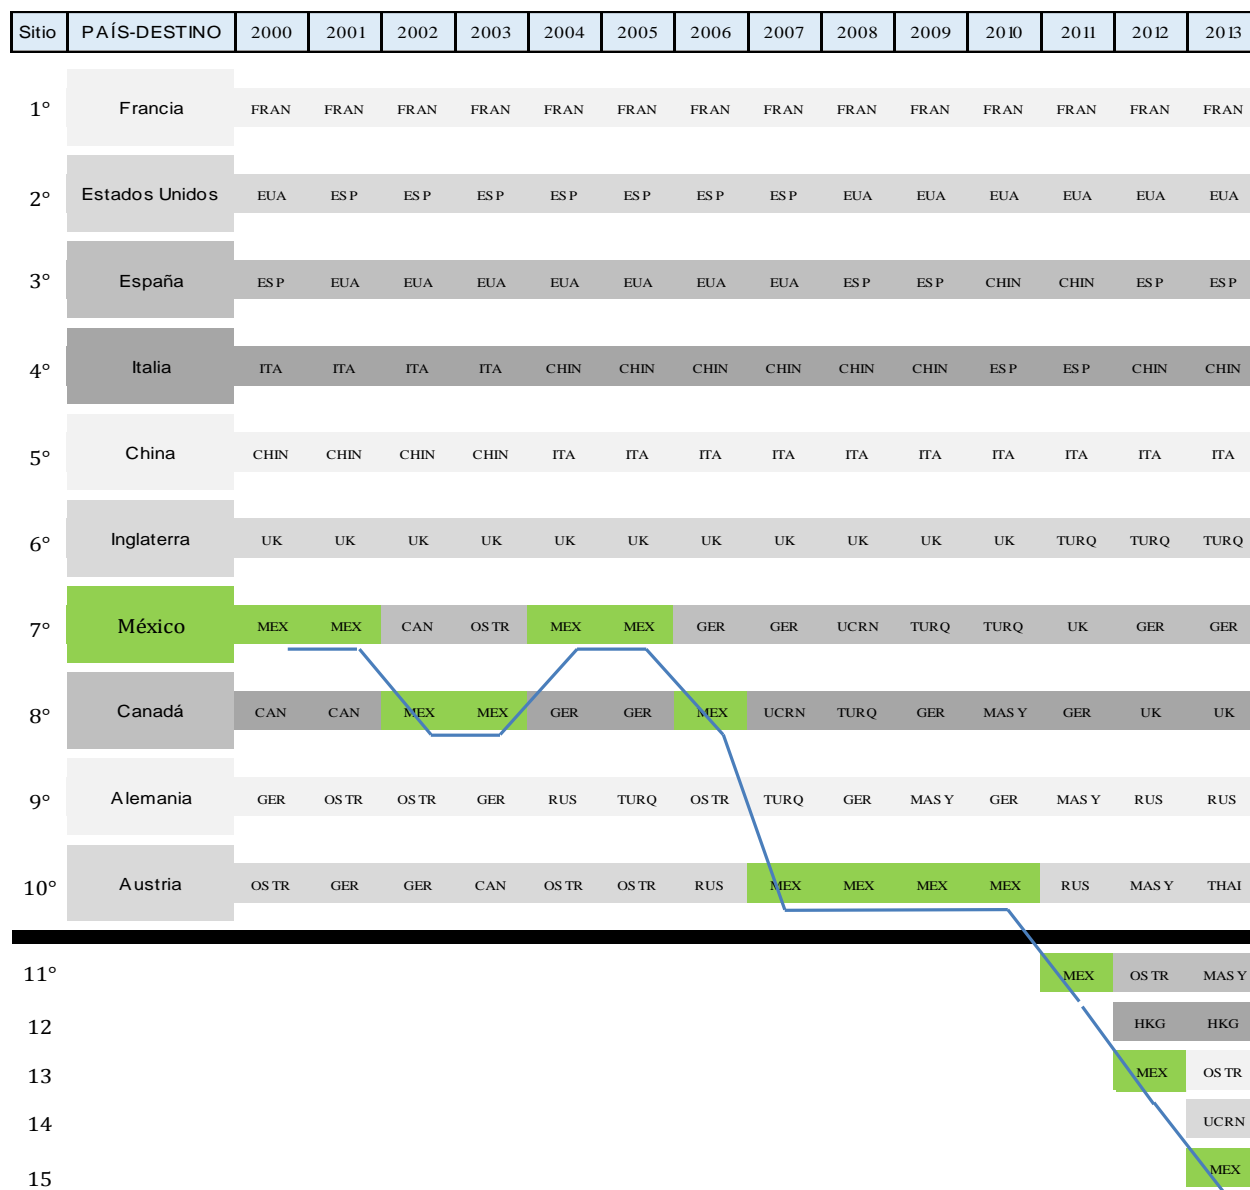 Sitio PAÍS-DESTINO 2000 2001 2002 2003 2004 2005 2006 2007 2008 2009 2010 2011 2012 2013
1° Francia FRAN FRAN FRAN FRAN FRAN FRAN FRAN FRAN FRAN FRAN FRAN FRAN FRAN FRAN
2° Estados Unidos EUA ESP ESP ESP ESP ESP ESP ESP EUA EUA EUA EUA EUA EUA
3° España ESP EUA EUA EUA EUA EUA EUA EUA ESP ESP CHIN CHIN ESP ESP
4° Italia ITA ITA ITA ITA CHIN CHIN CHIN CHIN CHIN CHIN ESP ESP CHIN CHIN
5° China CHIN CHIN CHIN CHIN ITA ITA ITA ITA ITA ITA ITA ITA ITA ITA
6° Inglaterra UK UK UK UK UK UK UK UK UK UK UK TURQ TURQ TURQ
7° México MEX MEX CAN OSTR MEX MEX GER GER UCRN TURQ TURQ UK GER GER
8° Canadá CAN CAN MEX MEX GER GER MEX UCRN TURQ GER MASY GER UK UK
9° Alemania GER OSTR OSTR GER RUS TURQ OSTR TURQ GER MASY GER MASY RUS RUS
10° Austria OSTR GER GER CAN OSTR OSTR RUS MEX MEX MEX MEX RUS MASY THAI
11° MEX OSTR MASY
12 HKG HKG
13 MEX OSTR
14 UCRN
15 MEX